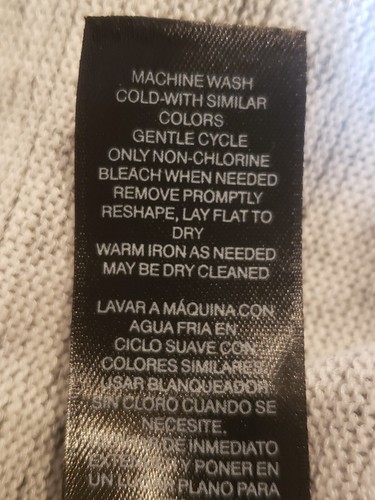 MACHINE WASH
COLD-WITH SIMILAR
COLORS
GENTLE CYCLE
ONLY NON-CHLORINE
BLEACH WHEN NEEDED
REMOVE PROMPTLY
RESHAPE, LAY FLAT TO
DRY
WARM IRON AS NEEDED
MAY BE DRY CLEANED
LAVAR A MÁQUINA CON
AGUA FRIA EN
CICLO SUAVE CON
COLORES SIMILARES.
USAR BLANQUEADOR
SIN CLORO CUANDO SE
NECESITE.
DE INMEDIATO
Y PONER EN
UN PLANO PARA